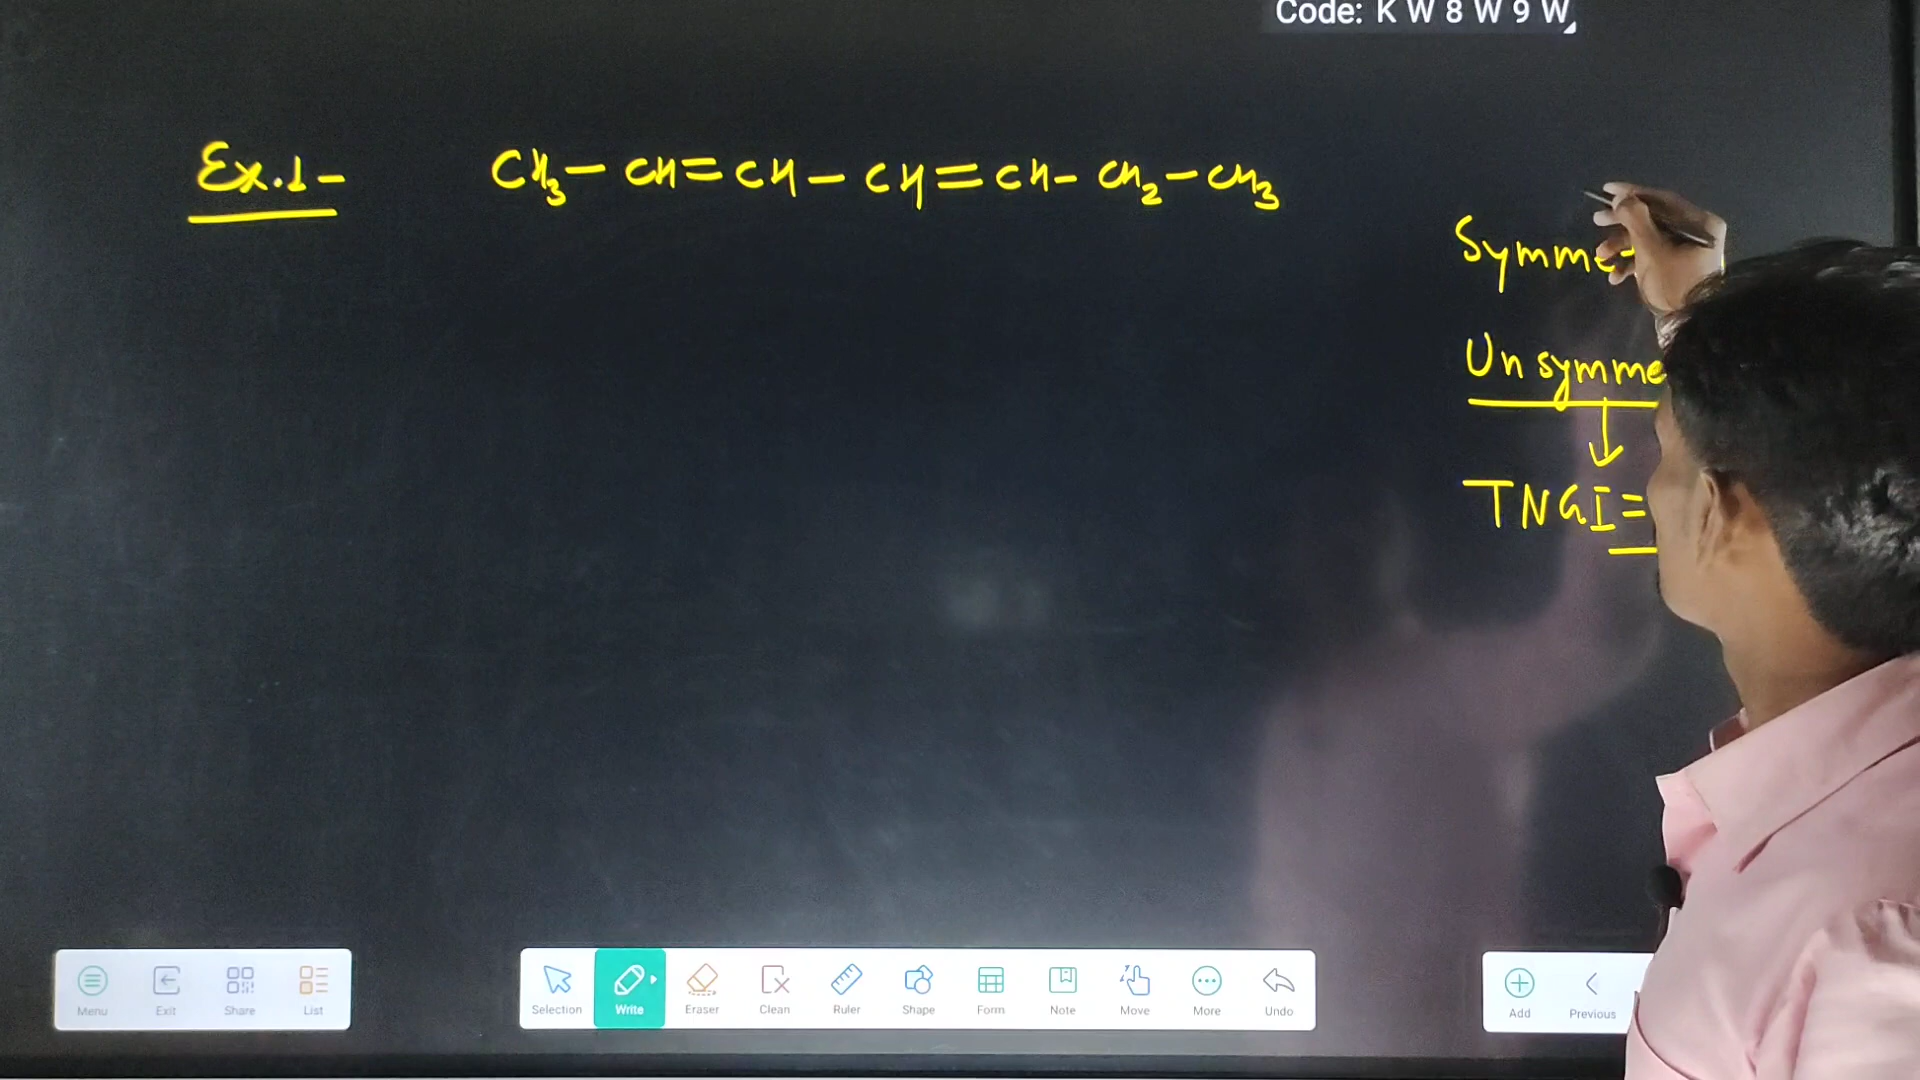 Code: K W 8 W 9 W
Ex.1- CH₃ - CH = CH - CH = CH - CH₂ - CH₃
Symme
Unsymme
↓
TNGI =
Menu Exit Share List
Selection Write Eraser Clean Ruler Shape Form Note Move More Undo
Add Previous